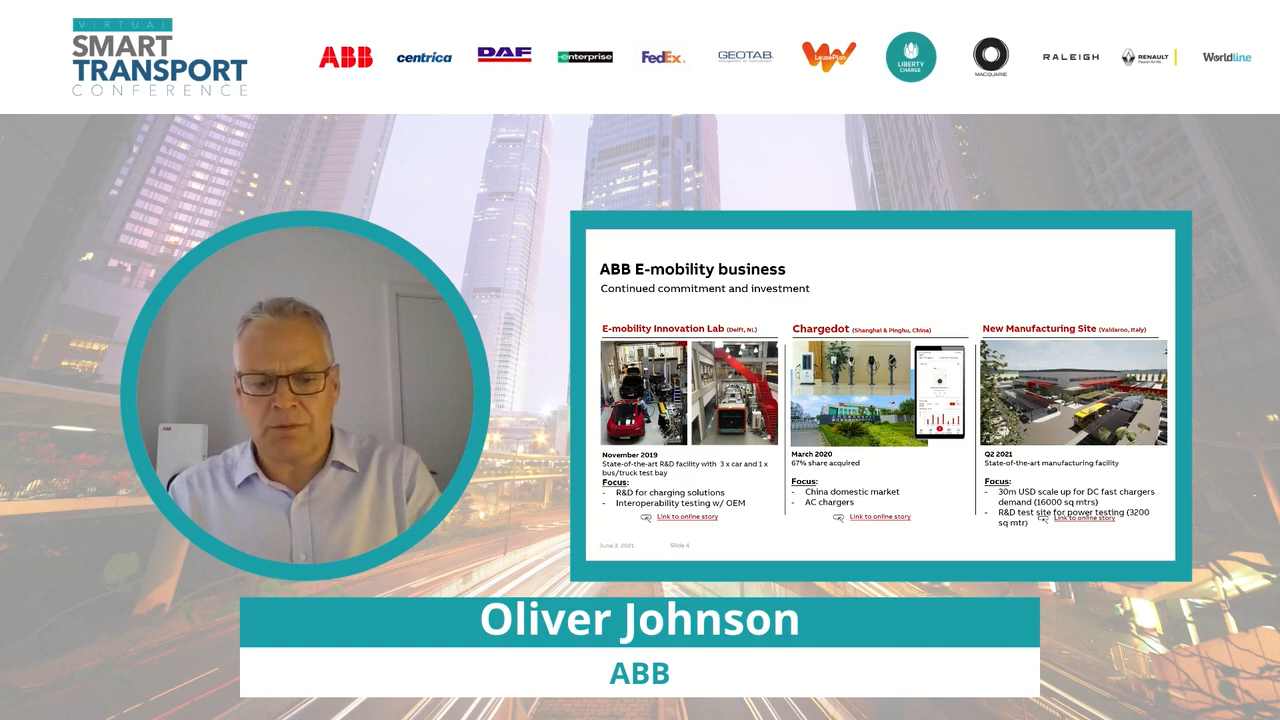 VIRTUAL
SMART
TRANSPORT
CONFERENCE
ABB
centrica
DAF
enterprise
FedEx
GEOTAB
LeasePlan
LIBERTY
CHARGE
MACQUARIE
RALEIGH
RENAULT
Worldline
ABB E-mobility business
Continued commitment and investment
E-mobility Innovation Lab (Delft, NL)
November 2019
State-of-the-art R&D facility with 3 x car and 1 x
bus/truck test bay
Focus:
- R&D for charging solutions
- Interoperability testing w/ OEM
Link to online story
Chargedot (Shanghai & Pinghu, China)
March 2020
67% share acquired
Focus:
- China domestic market
- AC chargers
Link to online story
New Manufacturing Site (Valdarno, Italy)
Q2 2021
State-of-the-art manufacturing facility
Focus:
- 30m USD scale up for DC fast chargers
demand (16000 sq mtrs)
- R&D test site for power testing (3200
sq mtr)
Link to online story
June 3, 2021
Slide 4
Oliver Johnson
ABB